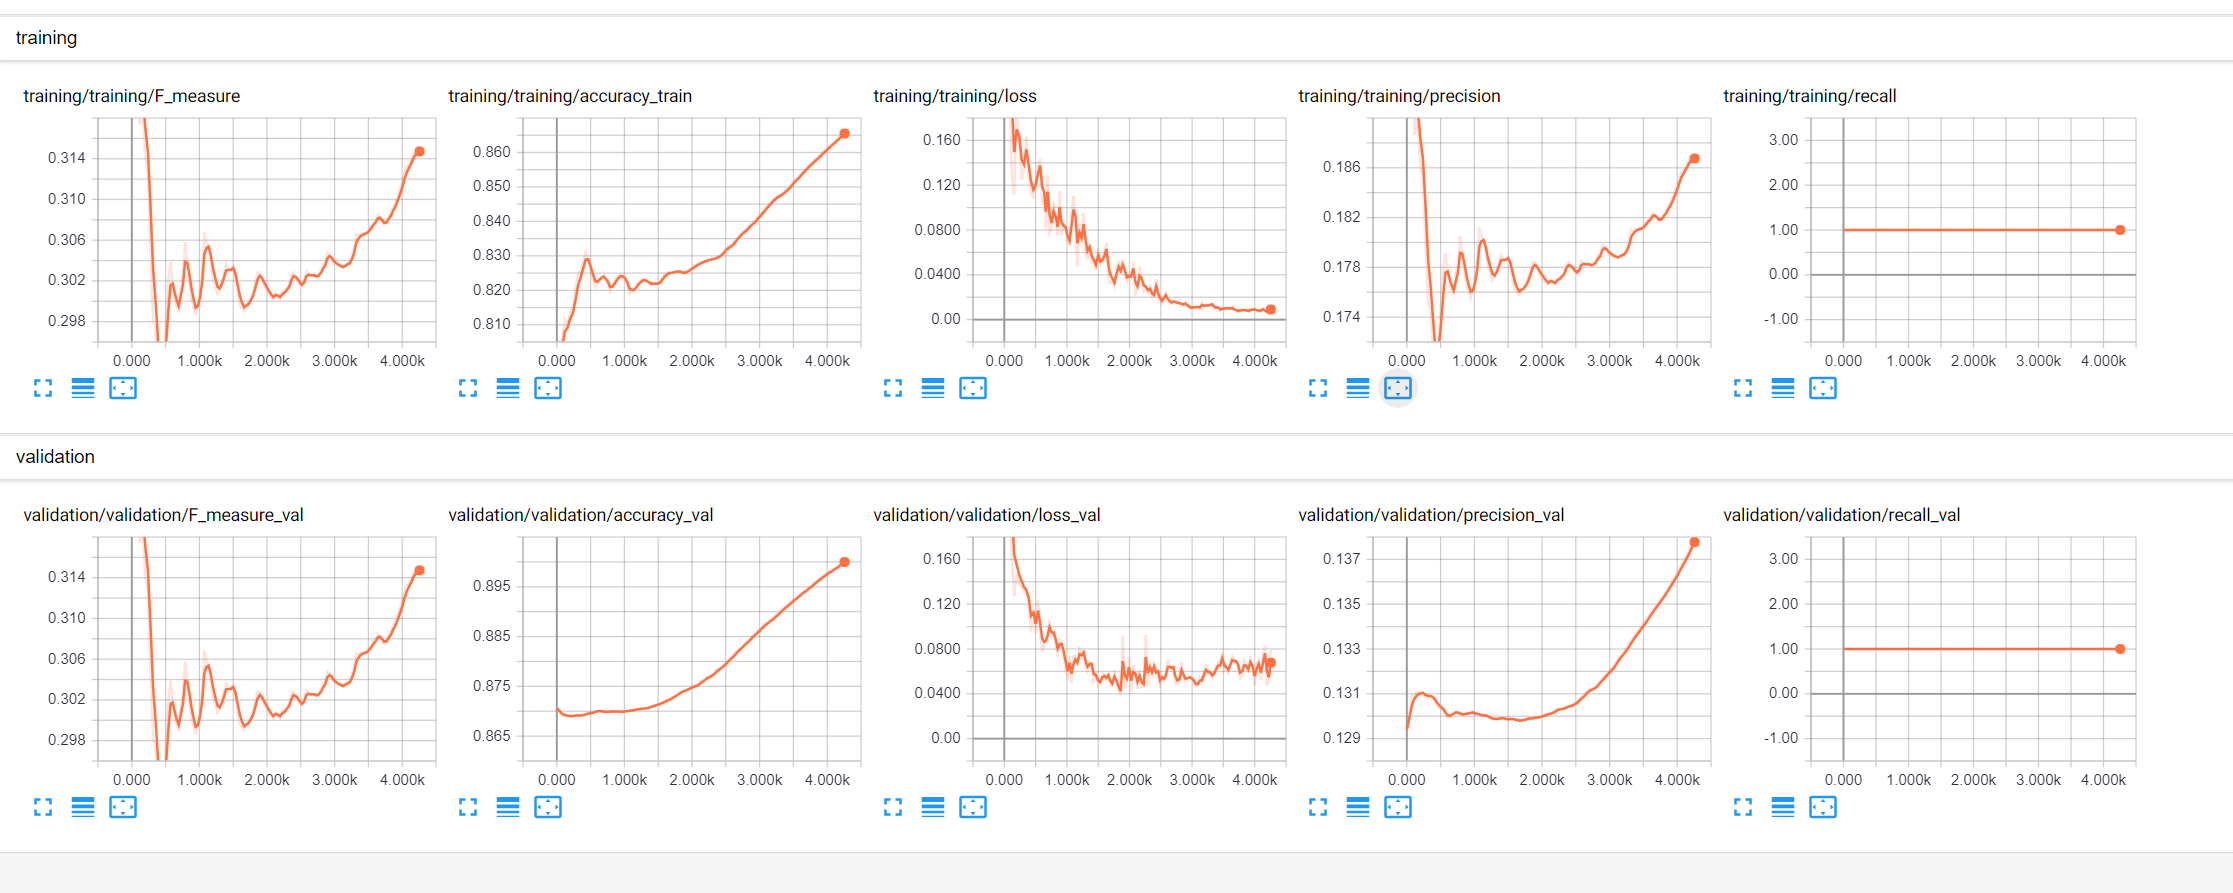 training
training/training/F_measure
training/training/accuracy_train
training/training/loss
training/training/precision
training/training/recall
0.314
0.310
0.306
0.302
0.298
0.000 1.000k 2.000k 3.000k 4.000k
0.860
0.850
0.840
0.830
0.820
0.810
0.000 1.000k 2.000k 3.000k 4.000k
0.160
0.120
0.0800
0.0400
0.00
0.000 1.000k 2.000k 3.000k 4.000k
0.186
0.182
0.178
0.174
0.000 1.000k 2.000k 3.000k 4.000k
3.00
2.00
1.00
0.00
-1.00
0.000 1.000k 2.000k 3.000k 4.000k
validation
validation/validation/F_measure_val
validation/validation/accuracy_val
validation/validation/loss_val
validation/validation/precision_val
validation/validation/recall_val
0.314
0.310
0.306
0.302
0.298
0.000 1.000k 2.000k 3.000k 4.000k
0.895
0.885
0.875
0.865
0.000 1.000k 2.000k 3.000k 4.000k
0.160
0.120
0.0800
0.0400
0.00
0.000 1.000k 2.000k 3.000k 4.000k
0.137
0.135
0.133
0.131
0.129
0.000 1.000k 2.000k 3.000k 4.000k
3.00
2.00
1.00
0.00
-1.00
0.000 1.000k 2.000k 3.000k 4.000k